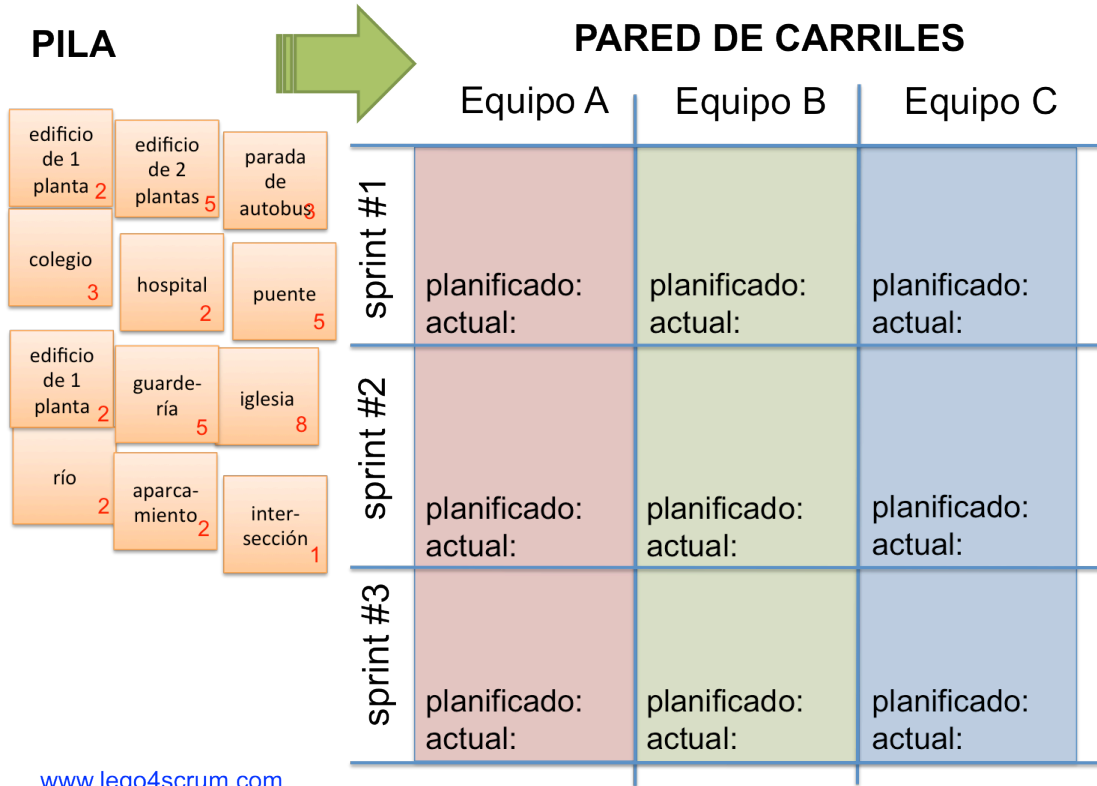 PILA
PARED DE CARRILES
Equipo A
Equipo B
Equipo C
edificio
de 1
planta 2
edificio
de 2
plantas 5
parada
de
autobus 3
colegio
3
hospital
2
puente
5
edificio
de 1
planta 2
guarde-
ría
5
iglesia
8
río
2
aparca-
miento 2
inter-
sección
1
sprint #1
planificado:
actual:
planificado:
actual:
planificado:
actual:
sprint #2
planificado:
actual:
planificado:
actual:
planificado:
actual:
sprint #3
planificado:
actual:
planificado:
actual:
planificado:
actual:
www.lego4scrum.com